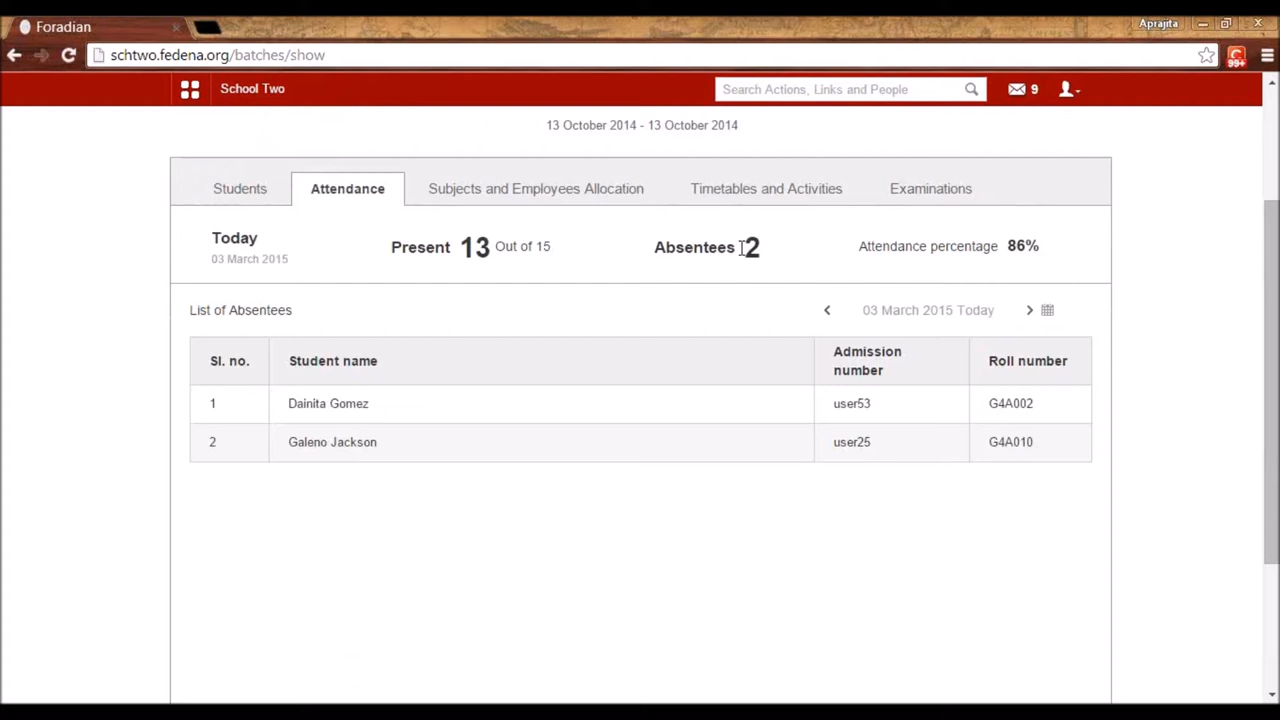 Foradian
Aprajita
schtwo.fedena.org/batches/show
99+
School Two
Search Actions, Links and People
9
13 October 2014 - 13 October 2014
Students Attendance Subjects and Employees Allocation Timetables and Activities Examinations
Today
03 March 2015
Present 13 Out of 15
Absentees 2
Attendance percentage 86%
List of Absentees
03 March 2015 Today
Sl. no. Student name Admission number Roll number
1 Dainita Gomez user53 G4A002
2 Galeno Jackson user25 G4A010